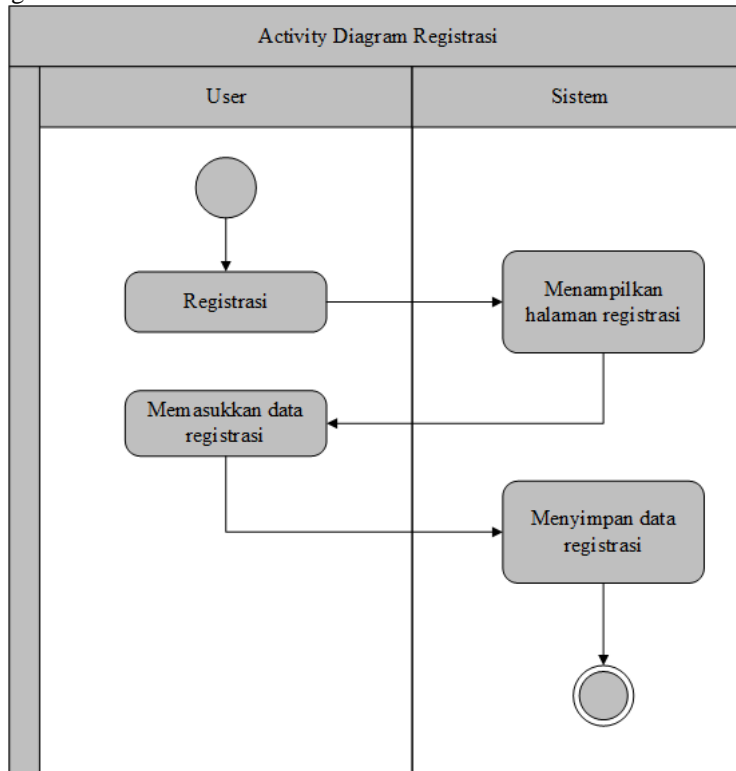 Activity Diagram Registrasi
User
Sistem
Registrasi
Menampilkan
halaman registrasi
Memasukkan data
registrasi
Menyimpan data
registrasi